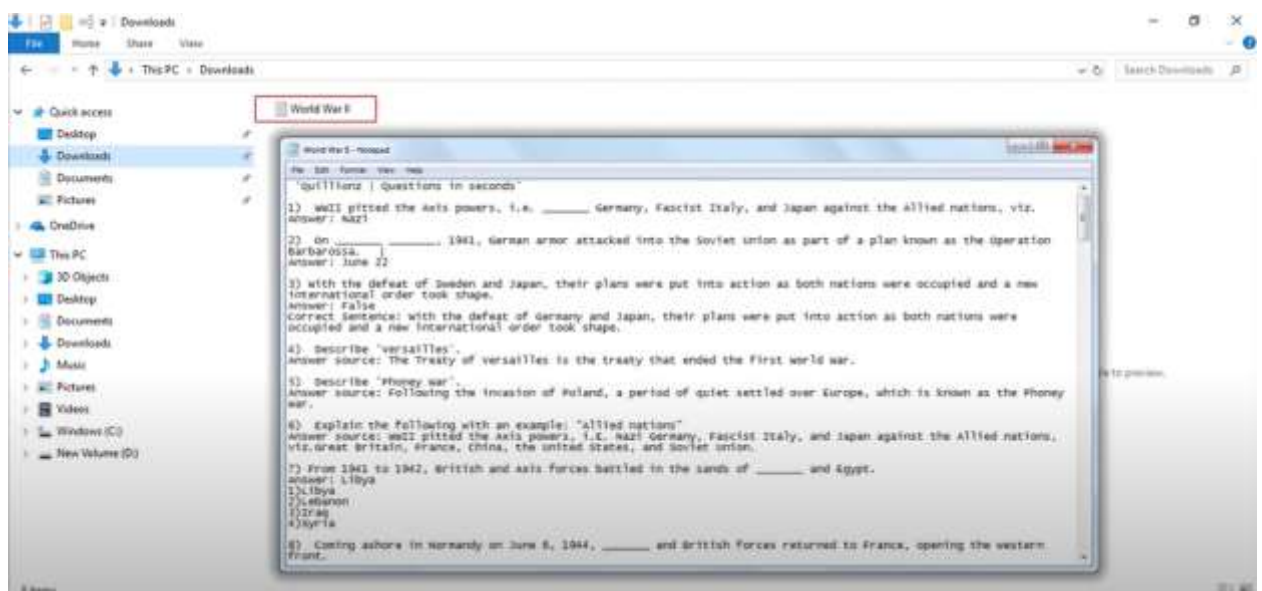 Downloads
File Home Share View
This PC Downloads
Search Downloads
World War II
Quick access
Desktop
Downloads
Documents
Pictures
OneDrive
This PC
3D Objects
Desktop
Documents
Downloads
Music
Pictures
Videos
Windows (C:)
New Volume (D:)
World War II - Notepad
File Edit Format View Help
'Quillionz | Questions in seconds'
1) WWII pitted the Axis powers, i.e. _______ Germany, Fascist Italy, and Japan against the Allied nations, viz.
Answer: Nazi
2) On _______ _______, 1941, German armor attacked into the Soviet Union as part of a plan known as the Operation
Barbarossa.
Answer: June 22
3) With the defeat of Sweden and Japan, their plans were put into action as both nations were occupied and a new
international order took shape.
Answer: False
Correct Sentence: With the defeat of Germany and Japan, their plans were put into action as both nations were
occupied and a new international order took shape.
4) Describe 'Versailles'.
Answer source: The Treaty of Versailles is the treaty that ended the First World War.
5) Describe 'Phoney War'.
Answer source: Following the invasion of Poland, a period of quiet settled over Europe, which is known as the Phoney
War.
6) Explain the following with an example: "Allied nations"
Answer source: WWII pitted the Axis powers, i.e. Nazi Germany, Fascist Italy, and Japan against the Allied nations,
viz.Great Britain, France, China, the United States, and Soviet Union.
7) From 1941 to 1942, British and Axis forces battled in the sands of _______ and Egypt.
Answer: Libya
1)Libya
2)Lebanon
3)Iraq
4)Syria
8) Coming ashore in Normandy on June 6, 1944, _______ and British forces returned to France, opening the western
front.
to preview.